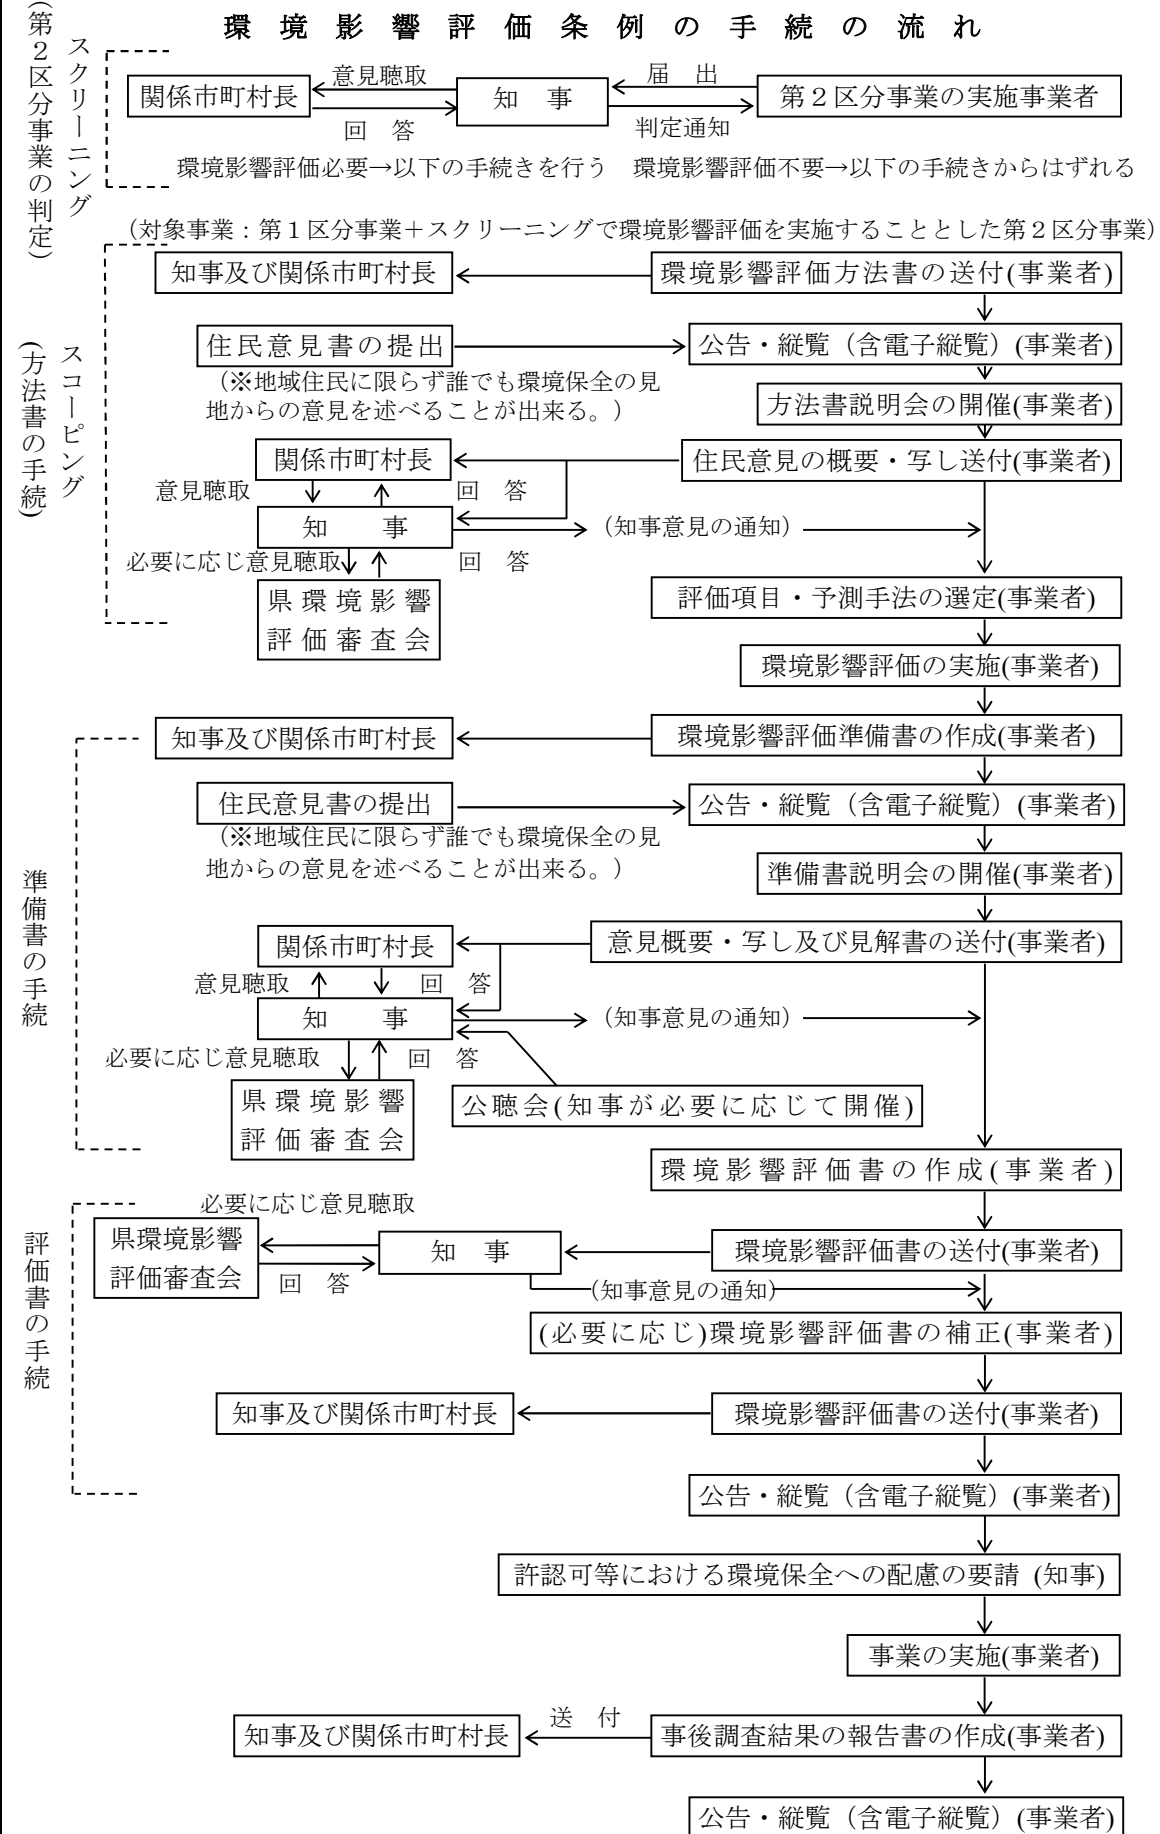 環境影響評価条例の手続の流れ
スクリーニング
(第２区分事業の判定)
関係市町村長
意見聴取
回　答
知　事
届　出
判定通知
第２区分事業の実施事業者
環境影響評価必要→以下の手続きを行う　環境影響評価不要→以下の手続きからはずれる
（対象事業：第１区分事業＋スクリーニングで環境影響評価を実施することとした第２区分事業）
スコーピング
(方法書の手続)
知事及び関係市町村長
環境影響評価方法書の送付(事業者)
住民意見書の提出
公告・縦覧（含電子縦覧）(事業者)
（※地域住民に限らず誰でも環境保全の見
地からの意見を述べることが出来る。）
方法書説明会の開催(事業者)
関係市町村長
住民意見の概要・写し送付(事業者)
意見聴取
回　答
知　　事
（知事意見の通知）
必要に応じ意見聴取
回　答
県環境影響
評価審査会
評価項目・予測手法の選定(事業者)
環境影響評価の実施(事業者)
準備書の手続
知事及び関係市町村長
環境影響評価準備書の作成(事業者)
住民意見書の提出
公告・縦覧（含電子縦覧）(事業者)
（※地域住民に限らず誰でも環境保全の見
地からの意見を述べることが出来る。）
準備書説明会の開催(事業者)
関係市町村長
意見概要・写し及び見解書の送付(事業者)
意見聴取
回　答
知　　事
（知事意見の通知）
必要に応じ意見聴取
回　答
県環境影響
評価審査会
公聴会(知事が必要に応じて開催)
環境影響評価書の作成(事業者)
評価書の手続
必要に応じ意見聴取
県環境影響
評価審査会
回　答
知　事
環境影響評価書の送付(事業者)
(知事意見の通知)
(必要に応じ)環境影響評価書の補正(事業者)
知事及び関係市町村長
環境影響評価書の送付(事業者)
公告・縦覧（含電子縦覧）(事業者)
許認可等における環境保全への配慮の要請 (知事)
事業の実施(事業者)
知事及び関係市町村長
送　付
事後調査結果の報告書の作成(事業者)
公告・縦覧（含電子縦覧）(事業者)